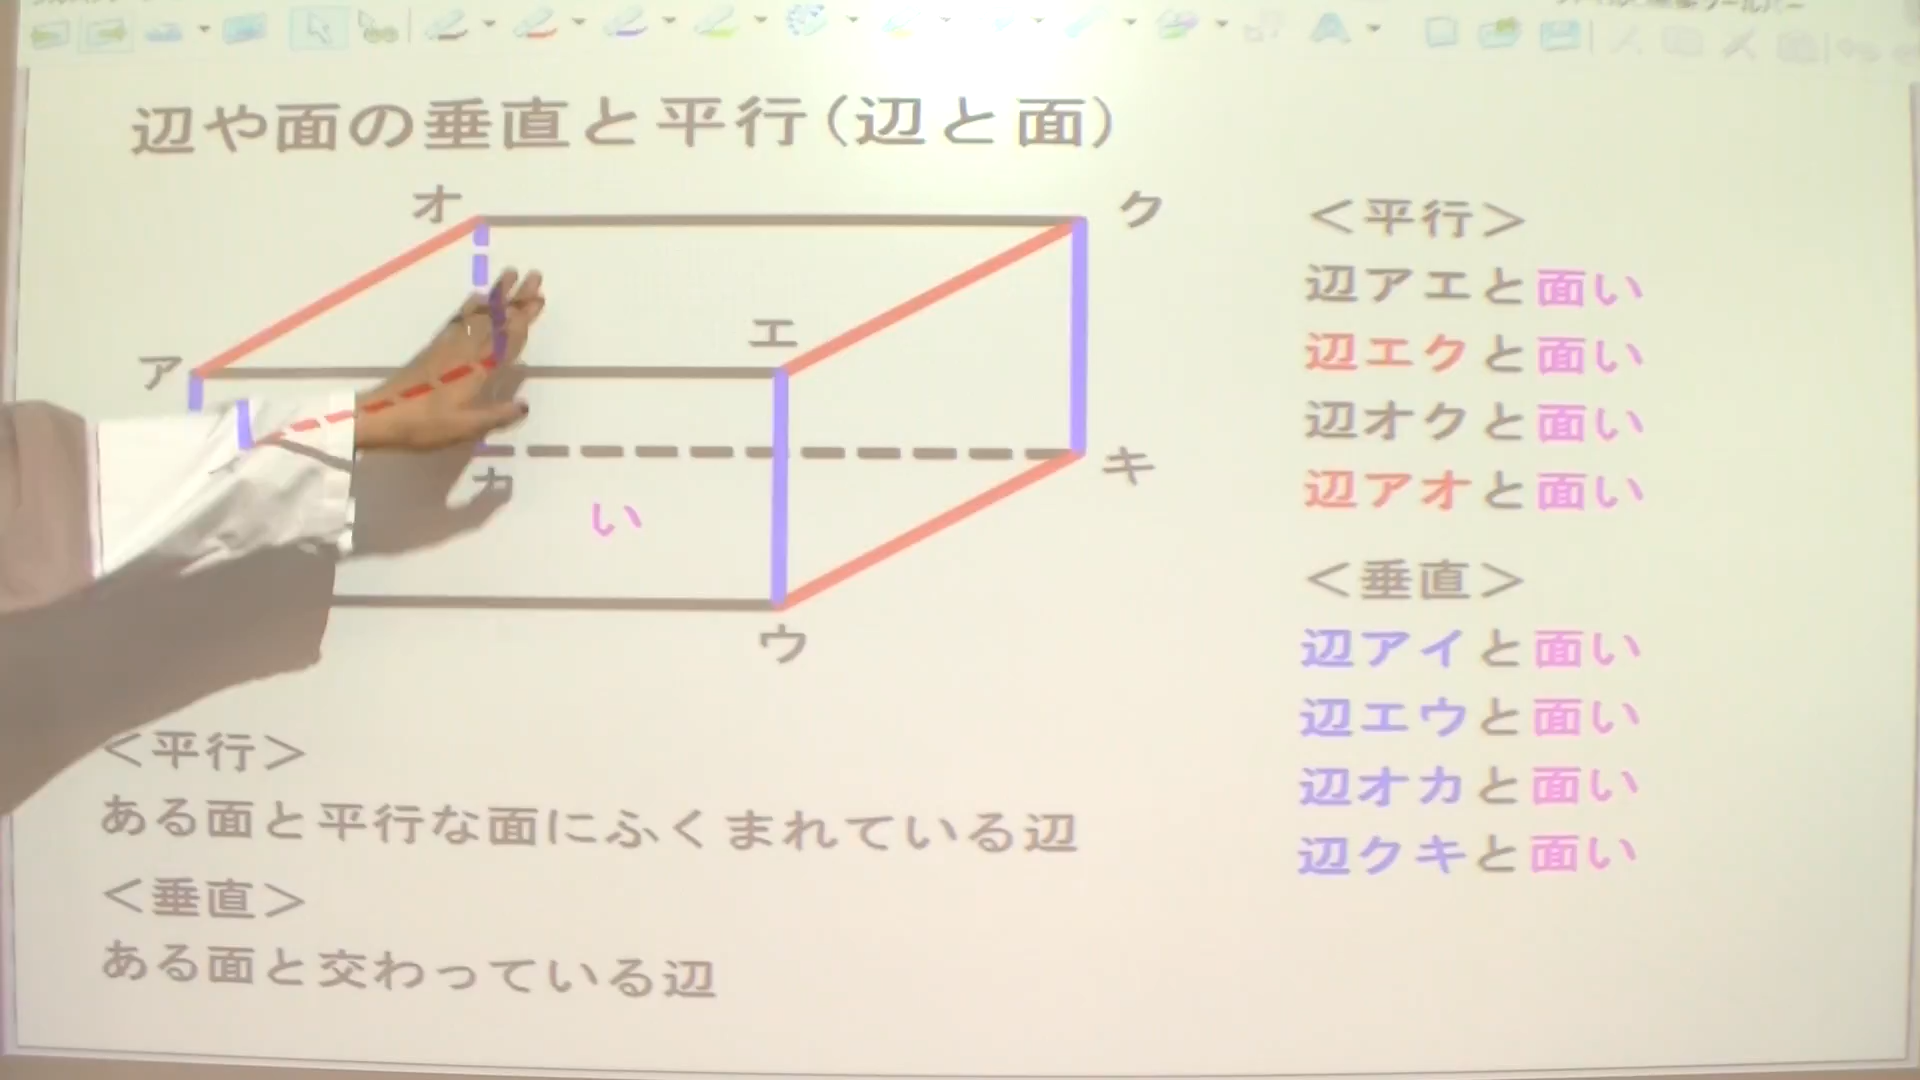 辺や面の垂直と平行(辺と面)
オ
ク
ア
エ
カ
キ
い
ウ
<平行>
辺アエと面い
辺エクと面い
辺オクと面い
辺アオと面い
<垂直>
辺アイと面い
辺エウと面い
辺オカと面い
辺クキと面い
<平行>
ある面と平行な面にふくまれている辺
<垂直>
ある面と交わっている辺